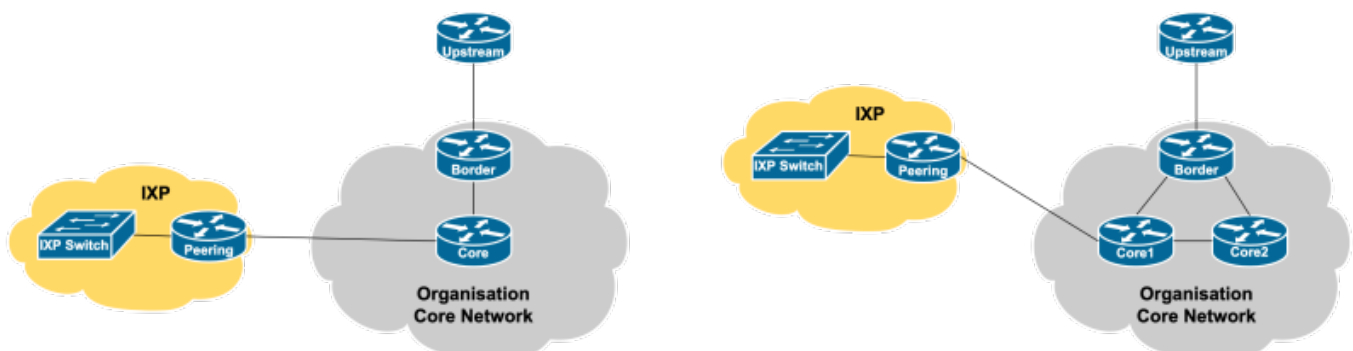 Upstream
Border
IXP
IXP Switch
Peering
Core
Organisation
Core Network
Upstream
IXP
IXP Switch
Peering
Border
Core1
Core2
Organisation
Core Network